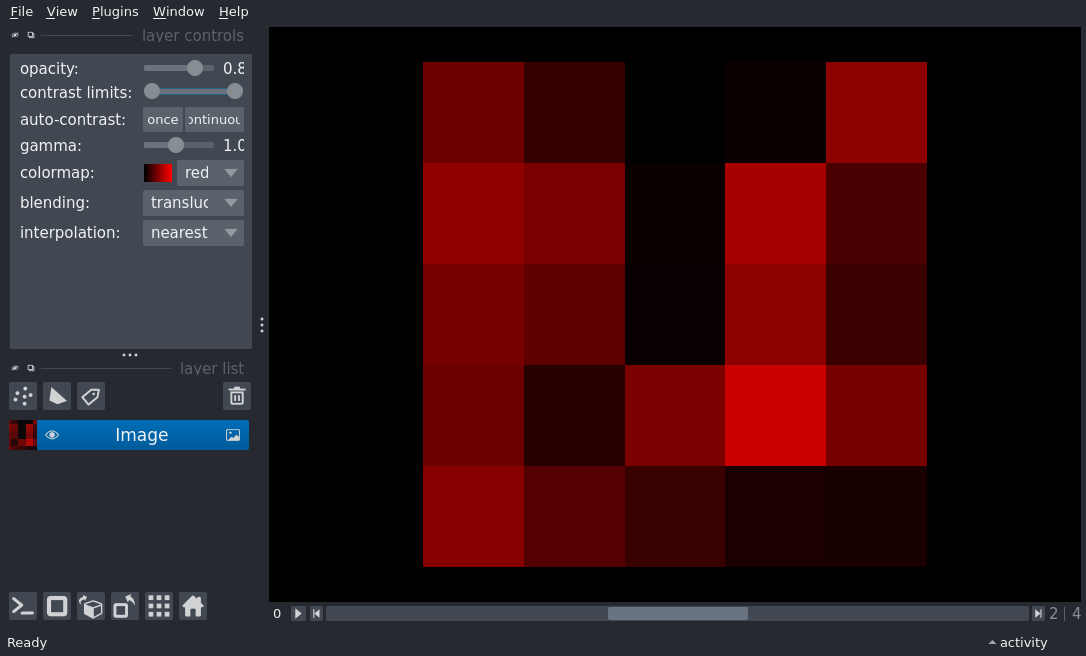 File View Plugins Window Help
layer controls
opacity: 0.8
contrast limits:
auto-contrast: once ontinuou
gamma: 1.0
colormap: red
blending: transluc
interpolation: nearest
layer list
Image
0 2 | 4
Ready activity